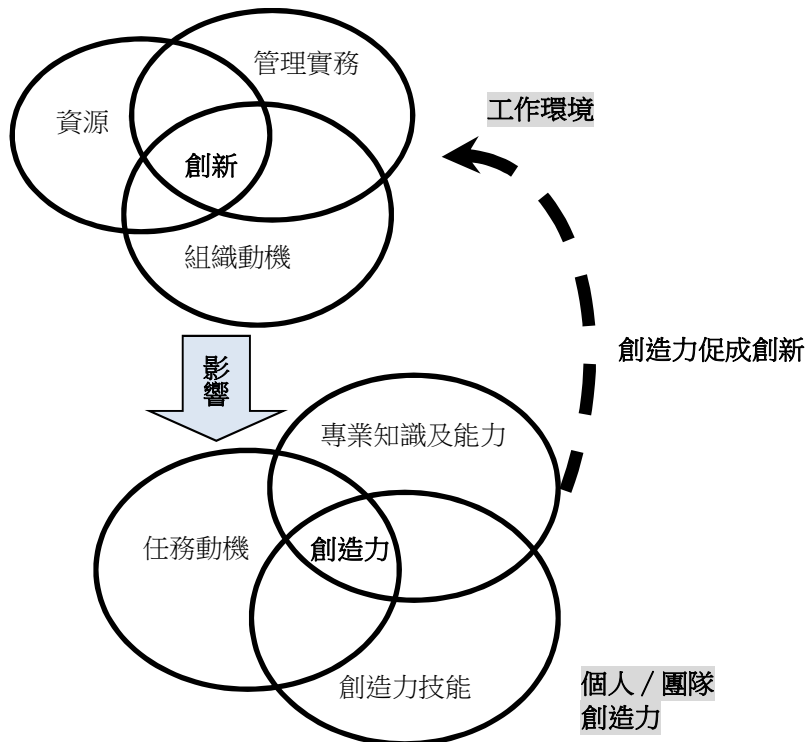 管理實務
資源
工作環境
創新
組織動機
影響
創造力促成創新
專業知識及能力
任務動機
創造力
創造力技能
個人／團隊
創造力